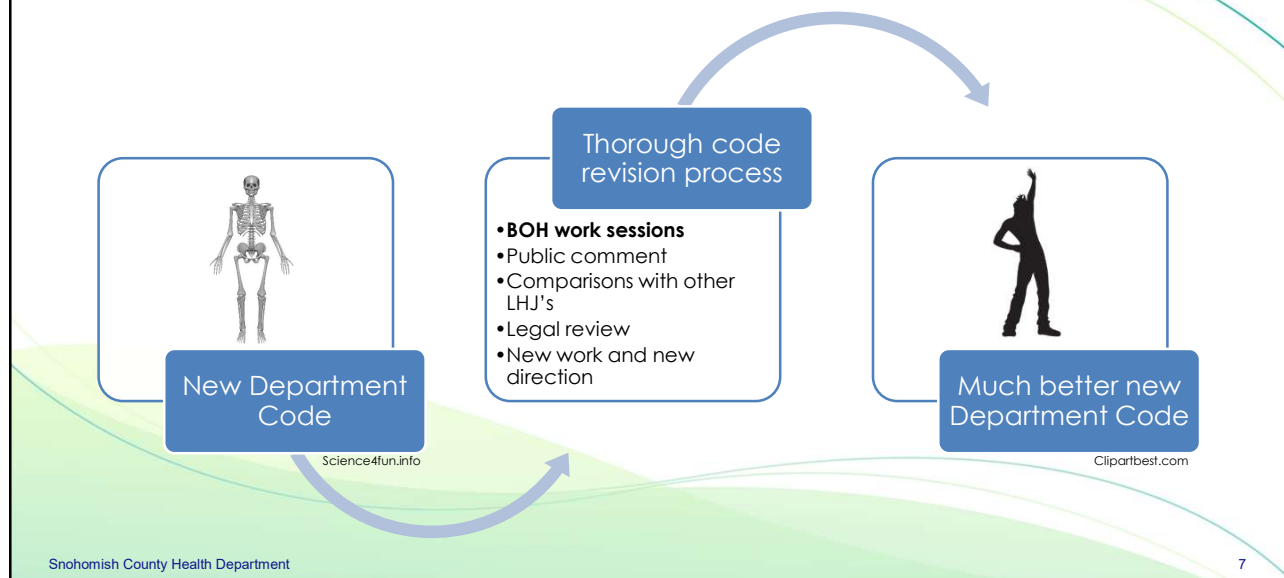 New Department
Code
Science4fun.info
Thorough code
revision process
•BOH work sessions
•Public comment
•Comparisons with other
LHJ's
•Legal review
•New work and new
direction
Much better new
Department Code
Clipartbest.com
Snohomish County Health Department
7